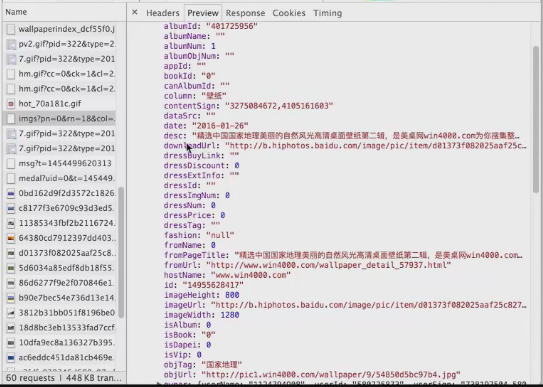 Name
× Headers Preview Response Cookies Timing
wallpaperindex_dcf55f0.j
pv2.gif?pid=322&type=2.
7.gif?pid=322&type=201
hm.gif?cc=0&ck=1&cl=2.
hm.gif?cc=0&ck=1&cl=2.
hot_70a181c.gif
imgs?pn=0&rn=18&col=.
7.gif?pid=322&type=201
7.gif?pid=322&type=201
msg?t=1454499620313
medal?uid=0&t=145449.
0bd162d9f2d3572c1826
c8177f3e6709c93d3ed5.
11385343fbf2b2116724.
64380cd7912397dd403..
d01373f082025aaf25c8..
5d6034a85edf8db18f55.
86d6277f9e2f070846e1.
b90e7bec54e736d13e14.
3812b31bb051f8196be0
18d8bc3eb13533fad7ccf.
10dfa9ec8a136327b395.
ac6eddc451da81cb469e.
60 requests | 448 KB tran...
albumId: "401725956"
albumName: ""
albumNum: 1
albumObjNum: ""
appId: ""
bookId: "0"
canAlbumId: ""
column: "壁纸"
contentSign: "3275084672,4105161603"
dataSrc: ""
date: "2016-01-26"
desc: "精选中国国家地理美丽的自然风光高清桌面壁纸第二辑，是美桌网win4000.com为你搜集整…
downloadUrl: "http://b.hiphotos.baidu.com/image/pic/item/d01373f082025aaf25c…
dressBuyLink: ""
dressDiscount: 0
dressExtInfo: ""
dressId: ""
dressImgNum: 0
dressNum: 0
dressPrice: 0
dressTag: ""
fashion: "null"
fromName: 0
fromPageTitle: "精选中国国家地理美丽的自然风光高清桌面壁纸第二辑，是美桌网win4000.com…
fromUrl: "http://www.win4000.com/wallpaper_detail_57937.html"
hostName: "www.win4000.com"
id: "14955628417"
imageHeight: 800
imageUrl: "http://b.hiphotos.baidu.com/image/pic/item/d01373f082025aaf25c827…
imageWidth: 1280
isAlbum: 0
isBook: "0"
isDapei: 0
isVip: 0
objTag: "国家地理"
objUrl: "http://pic1.win4000.com/wallpaper/9/54850d5bc97b4.jpg"